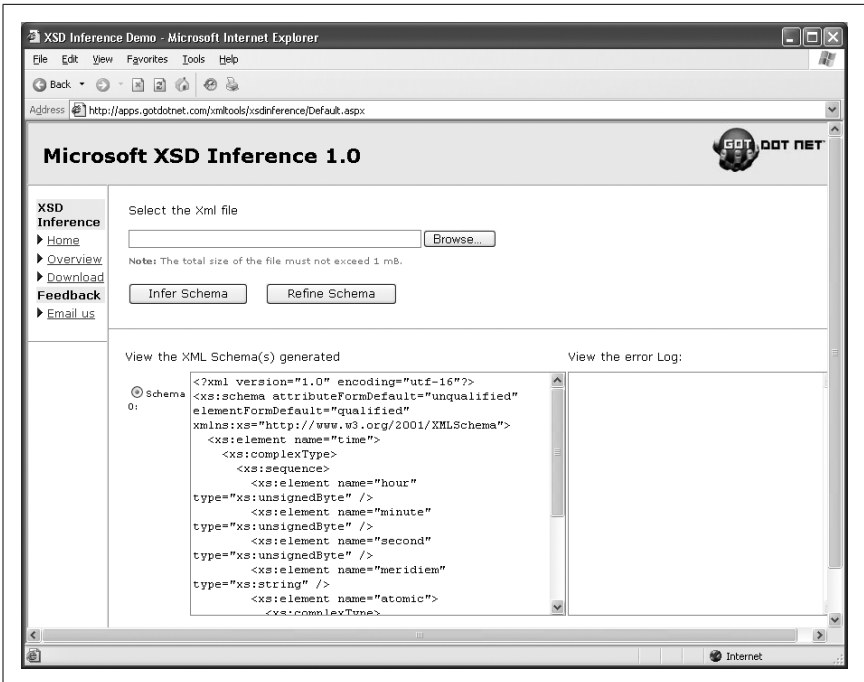 XSD Inference Demo - Microsoft Internet Explorer
File Edit View Favorites Tools Help
Back
Address http://apps.gotdotnet.com/xmltools/xsdinference/Default.aspx
Microsoft XSD Inference 1.0
GOT DOT NET
XSD
Inference
Home
Overview
Download
Feedback
Email us
Select the Xml file
Browse...
Note: The total size of the file must not exceed 1 mB.
Infer Schema Refine Schema
View the XML Schema(s) generated
View the error Log:
Schema
0:
<?xml version="1.0" encoding="utf-16"?>
<xs:schema attributeFormDefault="unqualified"
elementFormDefault="qualified"
xmlns:xs="http://www.w3.org/2001/XMLSchema">
<xs:element name="time">
<xs:complexType>
<xs:sequence>
<xs:element name="hour"
type="xs:unsignedByte" />
<xs:element name="minute"
type="xs:unsignedByte" />
<xs:element name="second"
type="xs:unsignedByte" />
<xs:element name="meridiem"
type="xs:string" />
<xs:element name="atomic">
<xs:complexType>
Internet